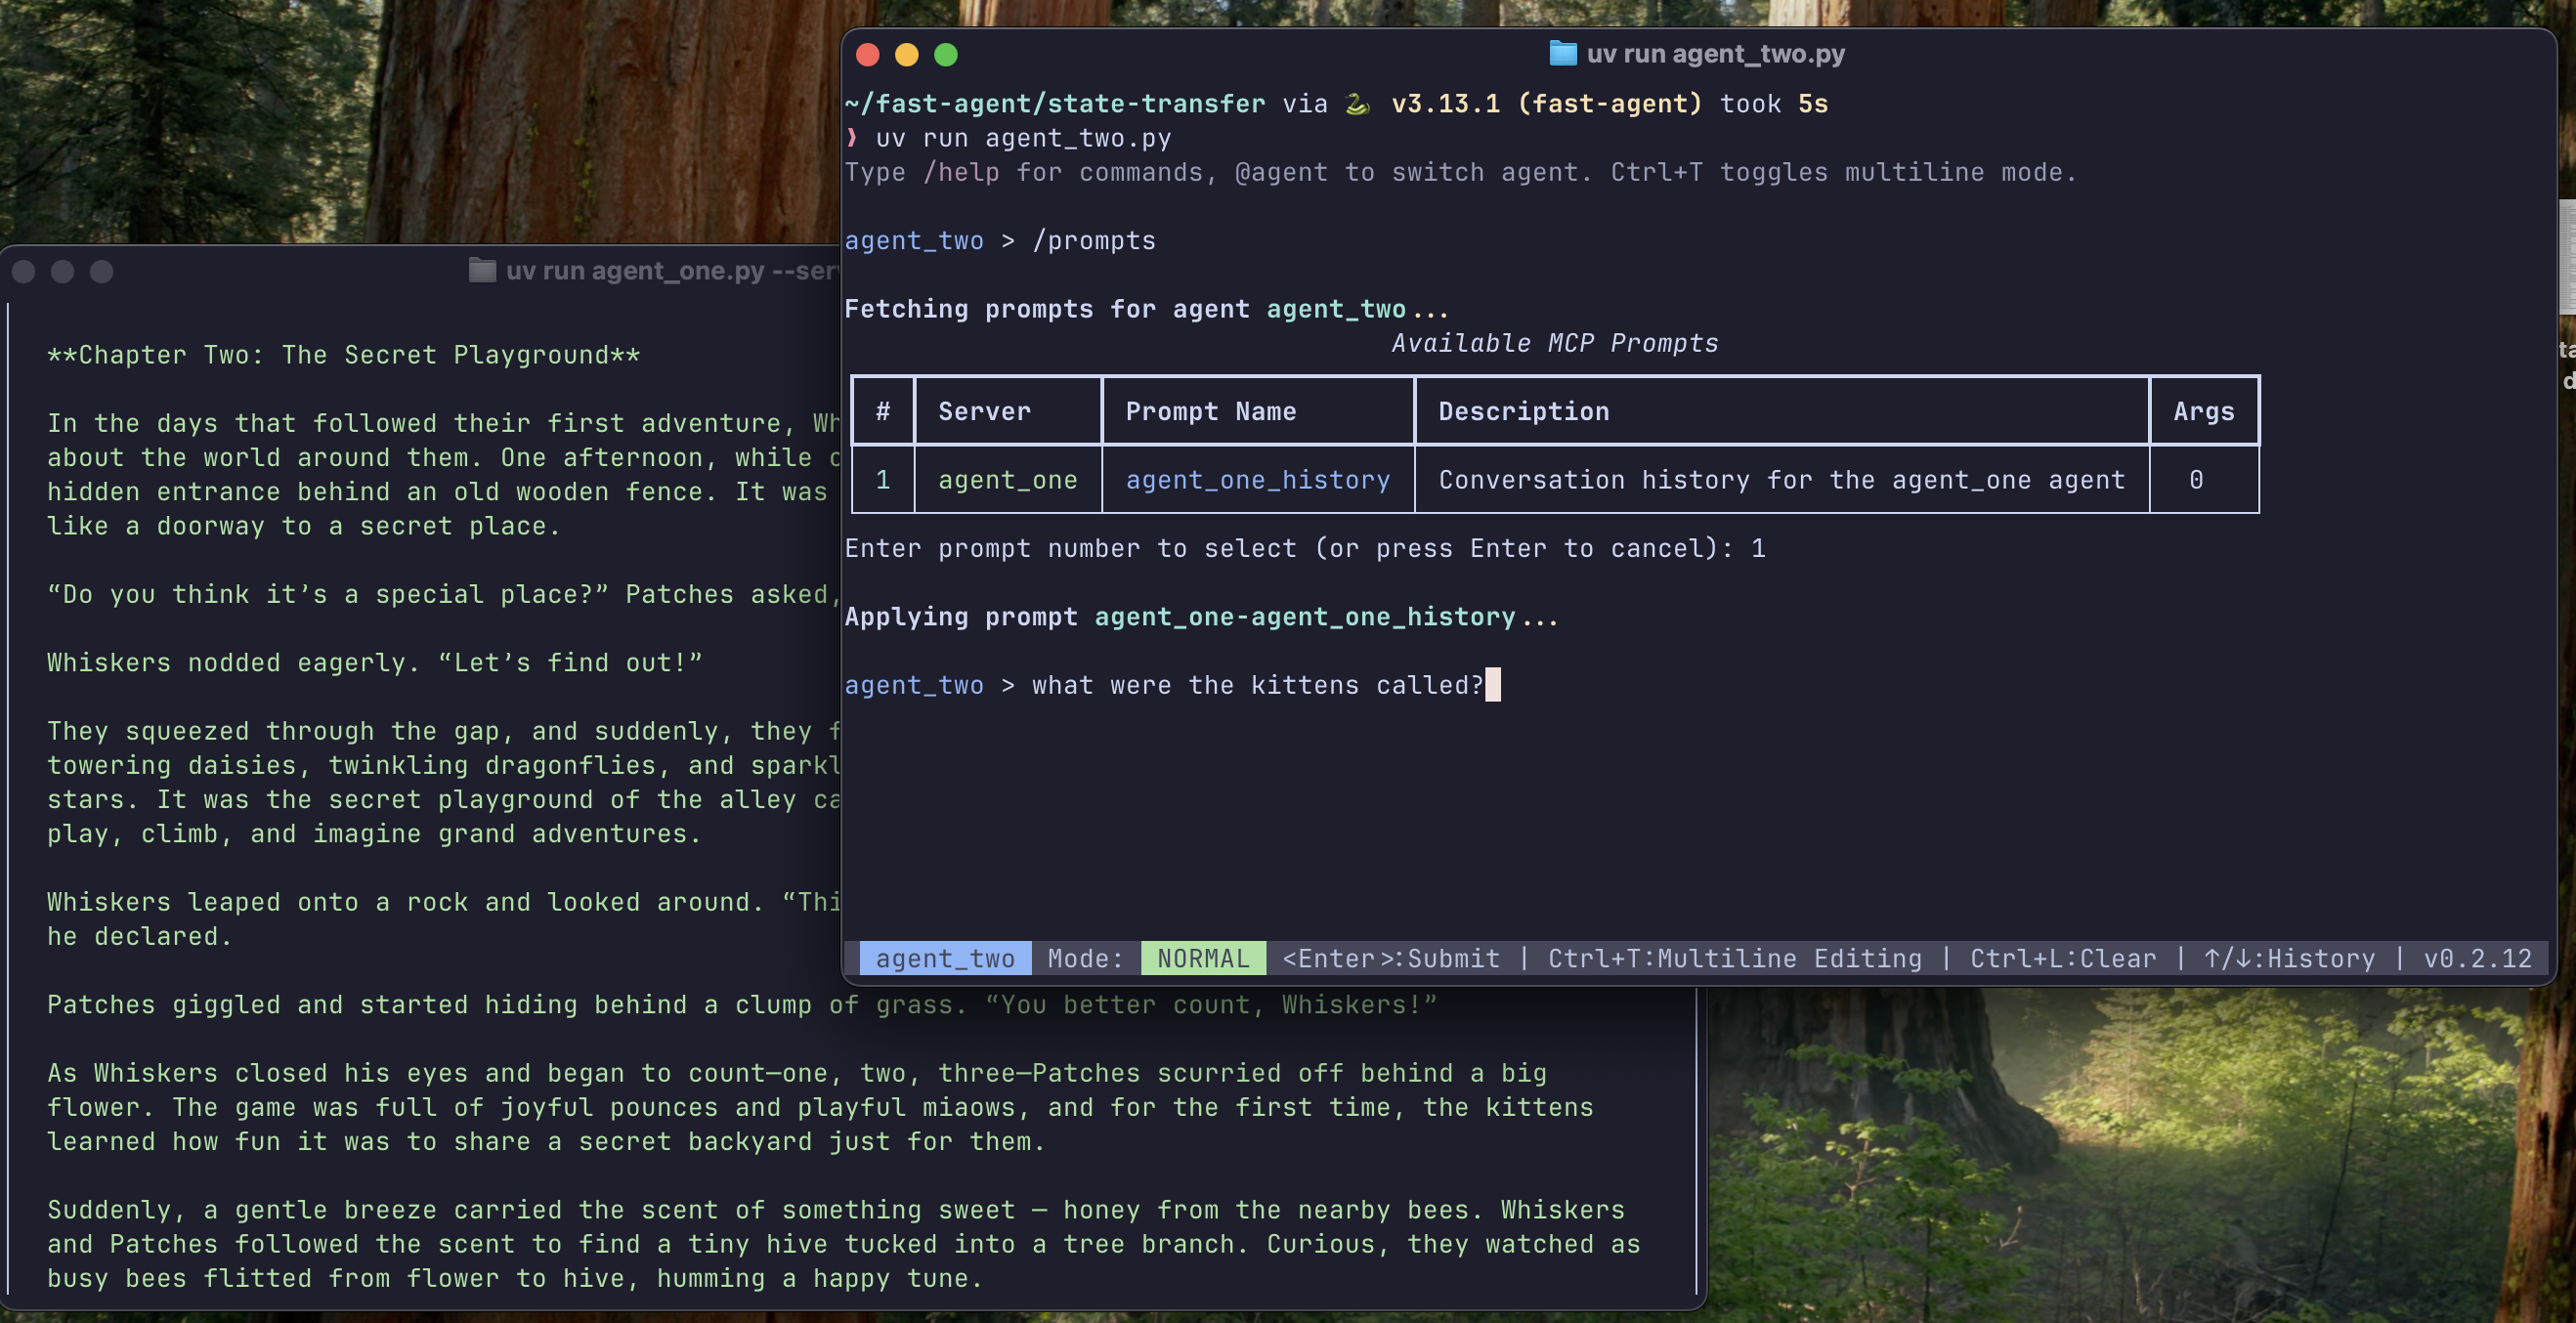 uv run agent_two.py
~/fast-agent/state-transfer via v3.13.1 (fast-agent) took 5s
❱ uv run agent_two.py
Type /help for commands, @agent to switch agent. Ctrl+T toggles multiline mode.
agent_two > /prompts
Fetching prompts for agent agent_two...
Available MCP Prompts
# Server Prompt Name Description Args
1 agent_one agent_one_history Conversation history for the agent_one agent 0
Enter prompt number to select (or press Enter to cancel): 1
Applying prompt agent_one-agent_one_history...
agent_two > what were the kittens called?
agent_two Mode: NORMAL <Enter>:Submit | Ctrl+T:Multiline Editing | Ctrl+L:Clear | ↑/↓:History | v0.2.12
uv run agent_one.py
**Chapter Two: The Secret Playground**
In the days that followed their first adventure,
about the world around them. One afternoon, while
hidden entrance behind an old wooden fence. It was
like a doorway to a secret place.
“Do you think it’s a special place?” Patches asked,
Whiskers nodded eagerly. “Let’s find out!”
They squeezed through the gap, and suddenly, they
towering daisies, twinkling dragonflies, and
stars. It was the secret playground of the alley
play, climb, and imagine grand adventures.
Whiskers leaped onto a rock and looked around.
he declared.
Patches giggled and started hiding behind a clump of grass. “You better count, Whiskers!”
As Whiskers closed his eyes and began to count—one, two, three—Patches scurried off behind a big
flower. The game was full of joyful pounces and playful miaows, and for the first time, the kittens
learned how fun it was to share a secret backyard just for them.
Suddenly, a gentle breeze carried the scent of something sweet — honey from the nearby bees. Whiskers
and Patches followed the scent to find a tiny hive tucked into a tree branch. Curious, they watched as
busy bees flitted from flower to hive, humming a happy tune.